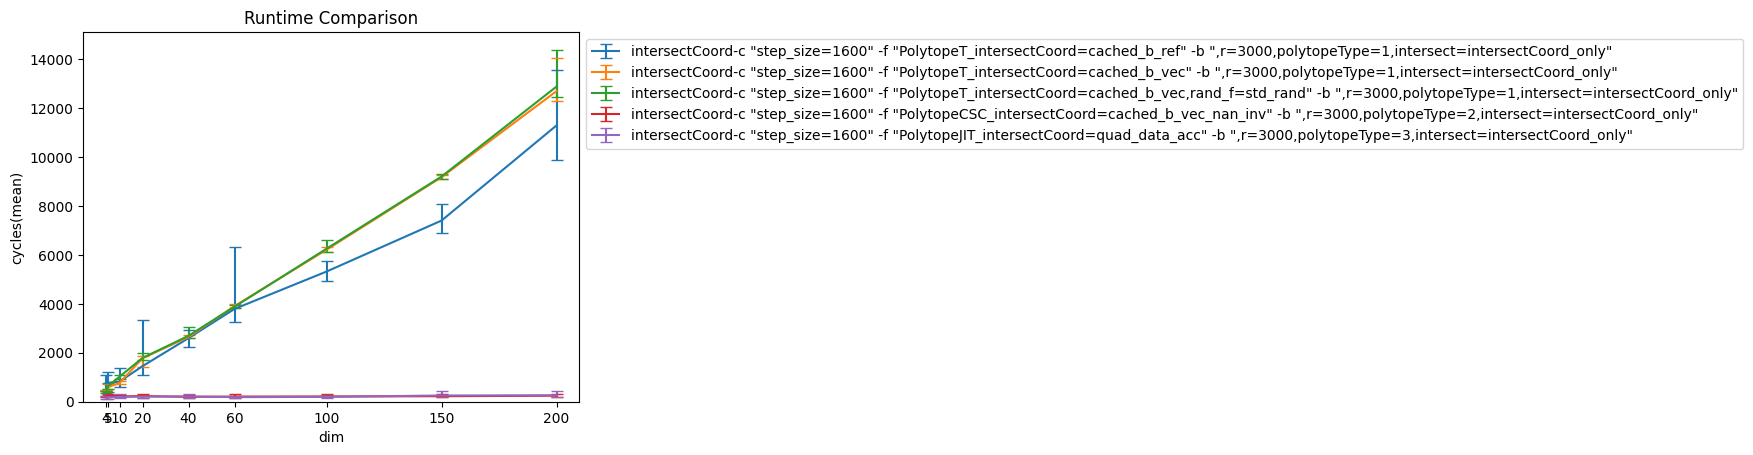 Runtime Comparison
cycles(mean)
14000
12000
10000
8000
6000
4000
2000
0
4 5 10 20 40 60 100 150 200
dim
intersectCoord-c "step_size=1600" -f "PolytopeT_intersectCoord=cached_b_ref" -b ",r=3000,polytopeType=1,intersect=intersectCoord_only"
intersectCoord-c "step_size=1600" -f "PolytopeT_intersectCoord=cached_b_vec" -b ",r=3000,polytopeType=1,intersect=intersectCoord_only"
intersectCoord-c "step_size=1600" -f "PolytopeT_intersectCoord=cached_b_vec,rand_f=std_rand" -b ",r=3000,polytopeType=1,intersect=intersectCoord_only"
intersectCoord-c "step_size=1600" -f "PolytopeCSC_intersectCoord=cached_b_vec_nan_inv" -b ",r=3000,polytopeType=2,intersect=intersectCoord_only"
intersectCoord-c "step_size=1600" -f "PolytopeJIT_intersectCoord=quad_data_acc" -b ",r=3000,polytopeType=3,intersect=intersectCoord_only"